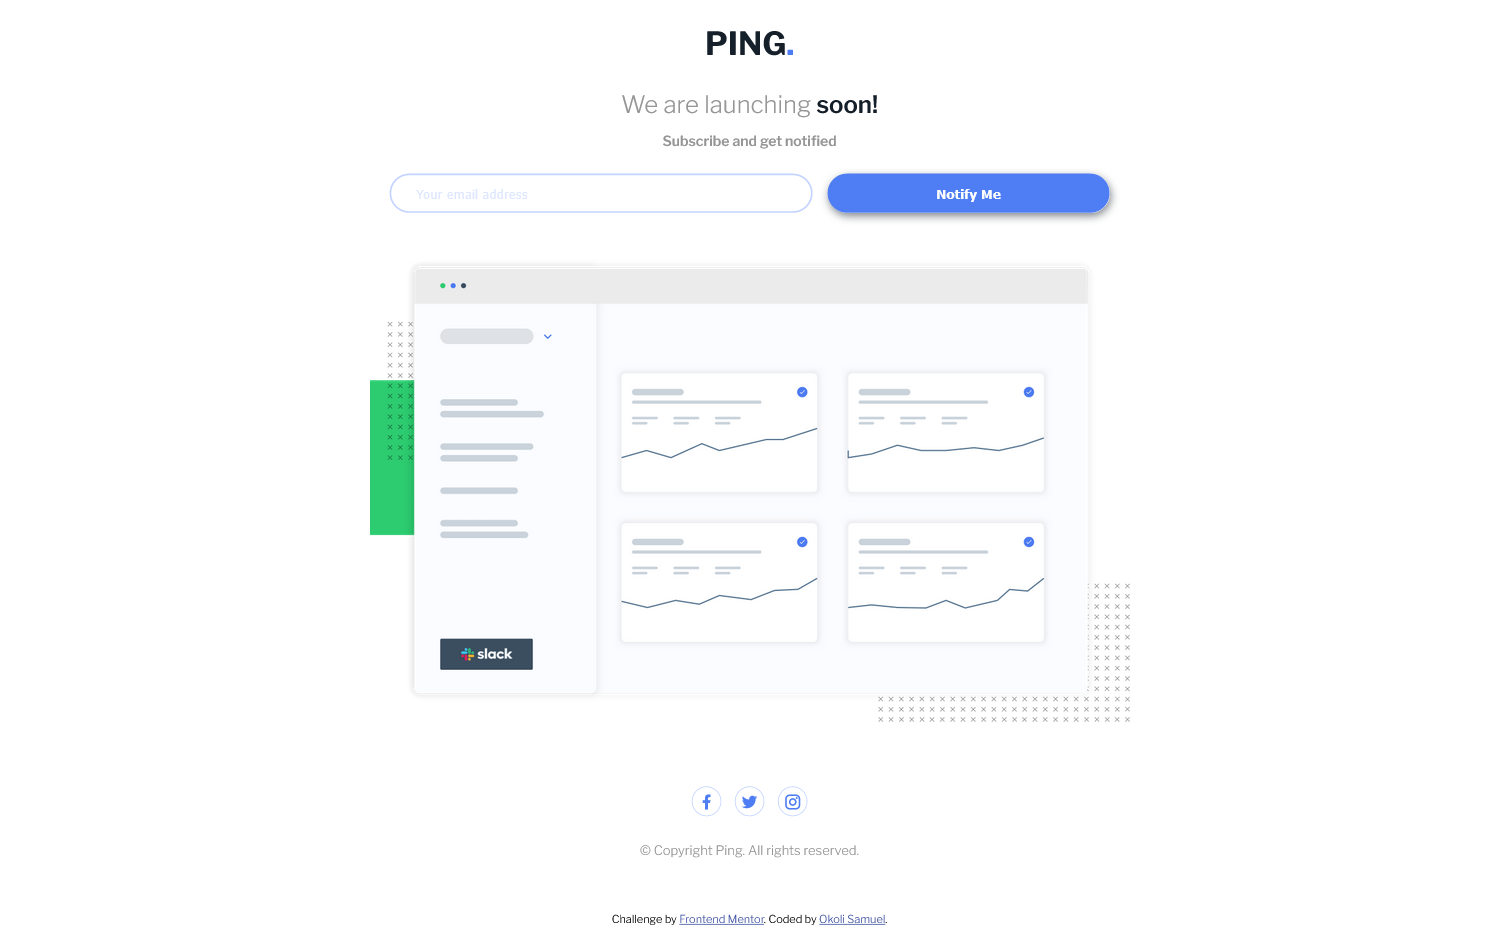 PING.
We are launching soon!
Subscribe and get notified
Your email address
Notify Me
slack
© Copyright Ping. All rights reserved.
Challenge by Frontend Mentor. Coded by Okoli Samuel.